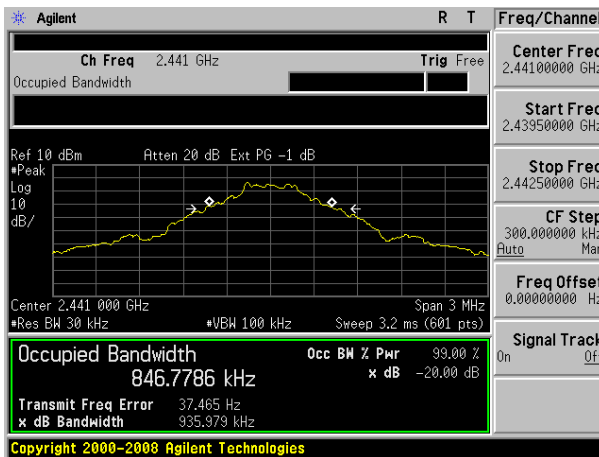 Agilent R T
Freq/Channel
Ch Freq 2.441 GHz Trig Free
Occupied Bandwidth
Center Freq
2.44100000 GHz
Start Freq
2.43950000 GHz
Stop Freq
2.44250000 GHz
CF Step
300.000000 kHz
Auto Man
Freq Offset
0.00000000 Hz
Signal Track
On Off
Ref 10 dBm Atten 20 dB Ext PG -1 dB
#Peak
Log
10
dB/
Center 2.441 000 GHz Span 3 MHz
#Res BW 30 kHz #VBW 100 kHz Sweep 3.2 ms (601 pts)
Occupied Bandwidth Occ BW % Pwr 99.00 %
846.7786 kHz x dB -20.00 dB
Transmit Freq Error 37.465 Hz
x dB Bandwidth 935.979 kHz
Copyright 2000-2008 Agilent Technologies